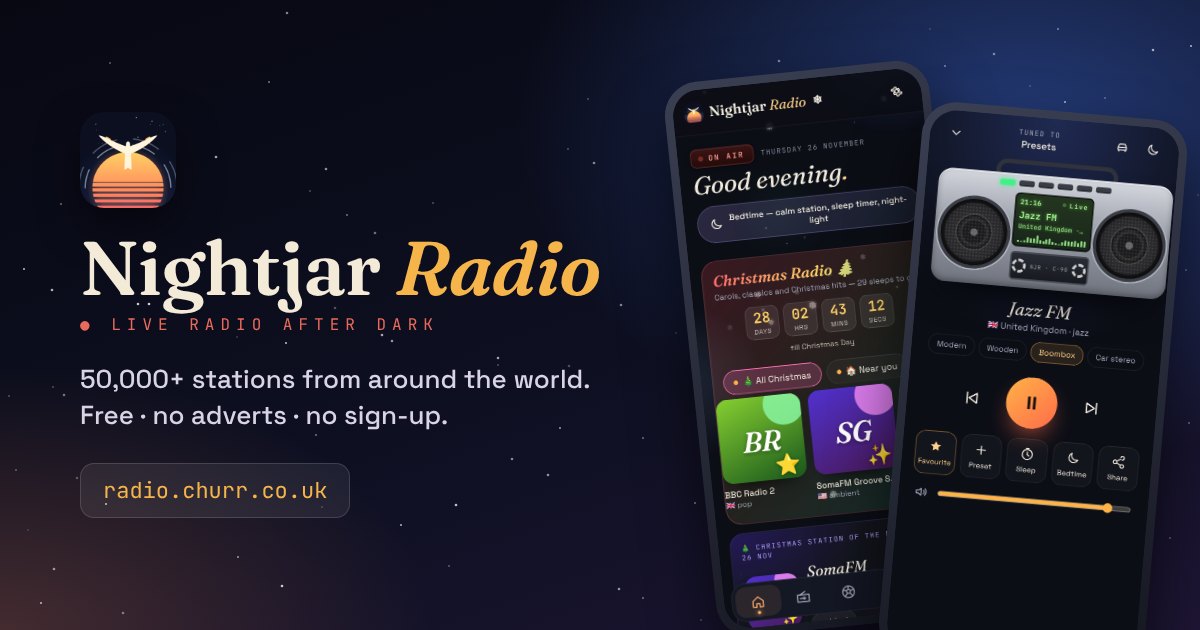 Nightjar Radio
LIVE RADIO AFTER DARK
50,000+ stations from around the world.
Free · no adverts · no sign-up.
radio.churr.co.uk
Nightjar Radio
ON AIR
THURSDAY 26 NOVEMBER
Good evening.
Bedtime — calm station, sleep timer, night-
light
Christmas Radio 🎄
Carols, classics and Christmas hits — 29 sleeps to
28 02 43 12
DAYS HRS MINS SECS
till Christmas Day
🎄 All Christmas
🏠 Near you
BR
SG
BBC Radio 2
🇬🇧 pop
SomaFM Groove S
🇺🇸 ambient
🎄 CHRISTMAS STATION OF THE
26 NOV
SomaFM
TUNED TO
Presets
21:16
Live
Jazz FM
United Kingdom
NJR · C-90
Jazz FM
🇬🇧 United Kingdom · jazz
Modern
Wooden
Boombox
Car stereo
Favourite
Preset
Sleep
Bedtime
Share